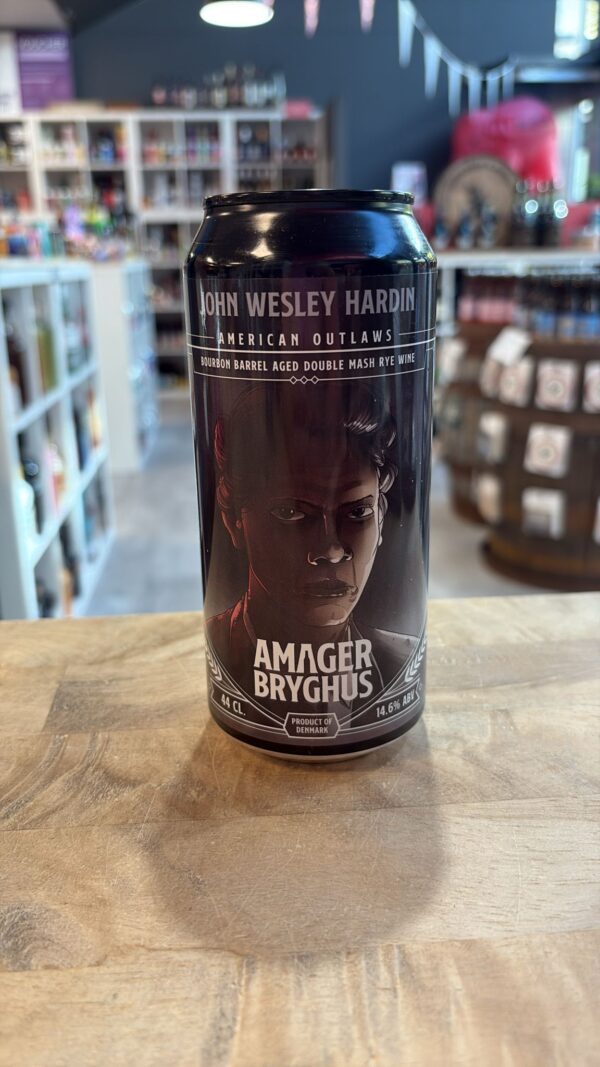 JOHN WESLEY HARDIN
AMERICAN OUTLAWS
BOURBON BARREL AGED DOUBLE MASH RYE WINE
AMAGER
BRYGHUS
44 CL.
14.6% ABV
PRODUCT OF
DENMARK